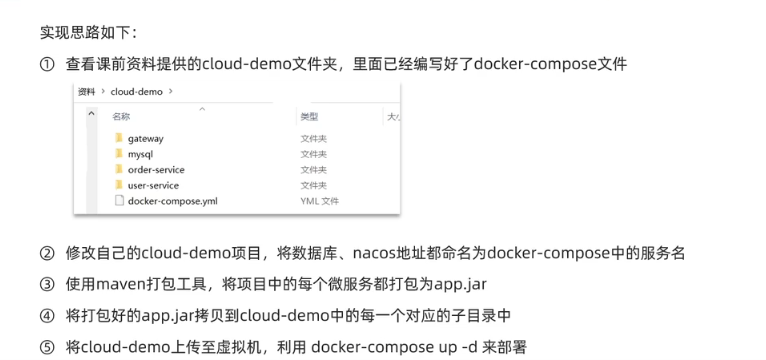 实现思路如下：
① 查看课前资料提供的cloud-demo文件夹，里面已经编写好了docker-compose文件
资料 > cloud-demo >
名称 类型 大小
gateway 文件夹
mysql 文件夹
order-service 文件夹
user-service 文件夹
docker-compose.yml YML 文件
② 修改自己的cloud-demo项目，将数据库、nacos地址都命名为docker-compose中的服务名
③ 使用maven打包工具，将项目中的每个微服务都打包为app.jar
④ 将打包好的app.jar拷贝到cloud-demo中的每一个对应的子目录中
⑤ 将cloud-demo上传至虚拟机，利用 docker-compose up -d 来部署